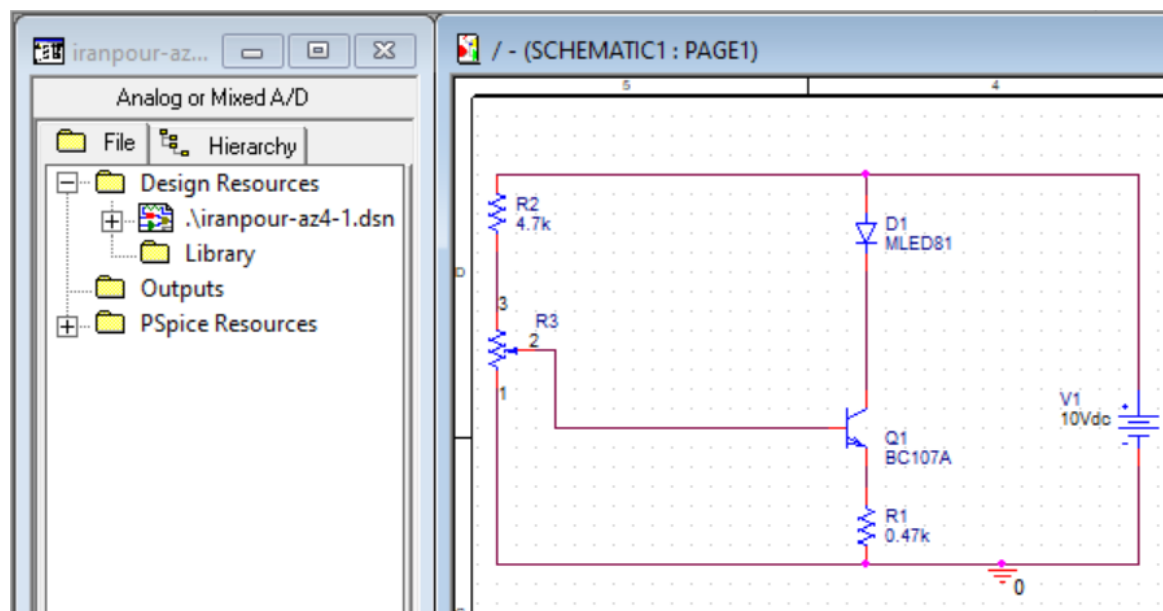 iranpour-az...
Analog or Mixed A/D
File
Hierarchy
Design Resources
.\iranpour-az4-1.dsn
Library
Outputs
PSpice Resources
/ - (SCHEMATIC1 : PAGE1)
5
4
D
R2
4.7k
3
R3
2
1
D1
MLED81
Q1
BC107A
R1
0.47k
V1
10Vdc
+
-
0